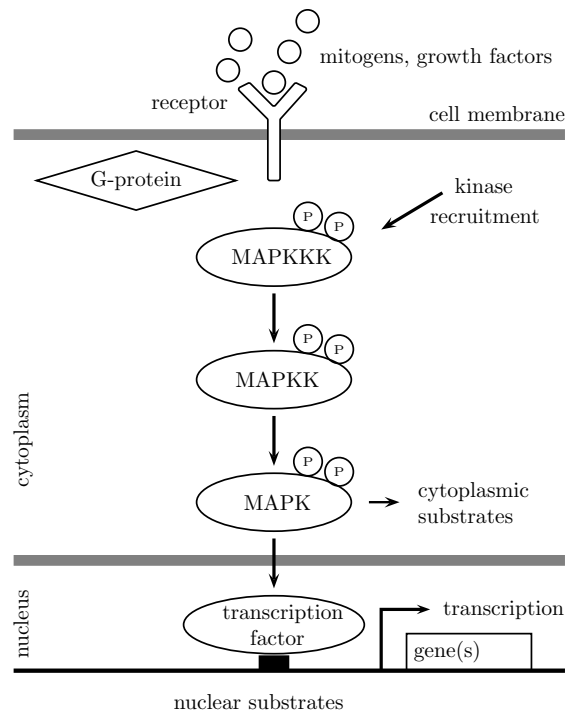 mitogens, growth factors
receptor
cell membrane
G-protein
kinase
recruitment
P
P
MAPKKK
P
P
MAPKK
cytoplasm
P
P
MAPK
cytoplasmic
substrates
nucleus
transcription
factor
transcription
gene(s)
nuclear substrates